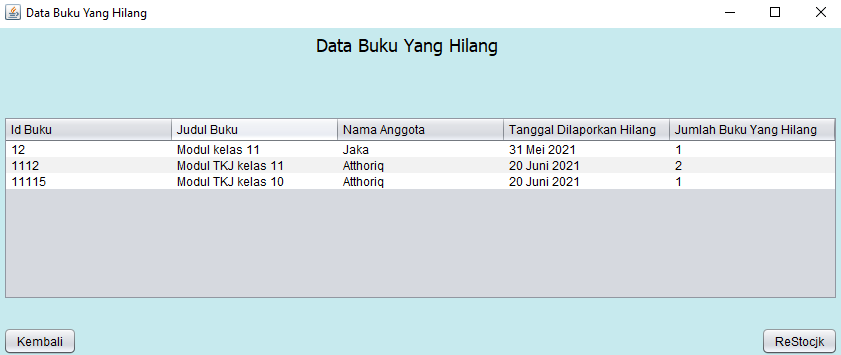 Data Buku Yang Hilang
Data Buku Yang Hilang
Id Buku Judul Buku Nama Anggota Tanggal Dilaporkan Hilang Jumlah Buku Yang Hilang
12 Modul kelas 11 Jaka 31 Mei 2021 1
1112 Modul TKJ kelas 11 Atthoriq 20 Juni 2021 2
11115 Modul TKJ kelas 10 Atthoriq 20 Juni 2021 1
Kembali ReStocjk